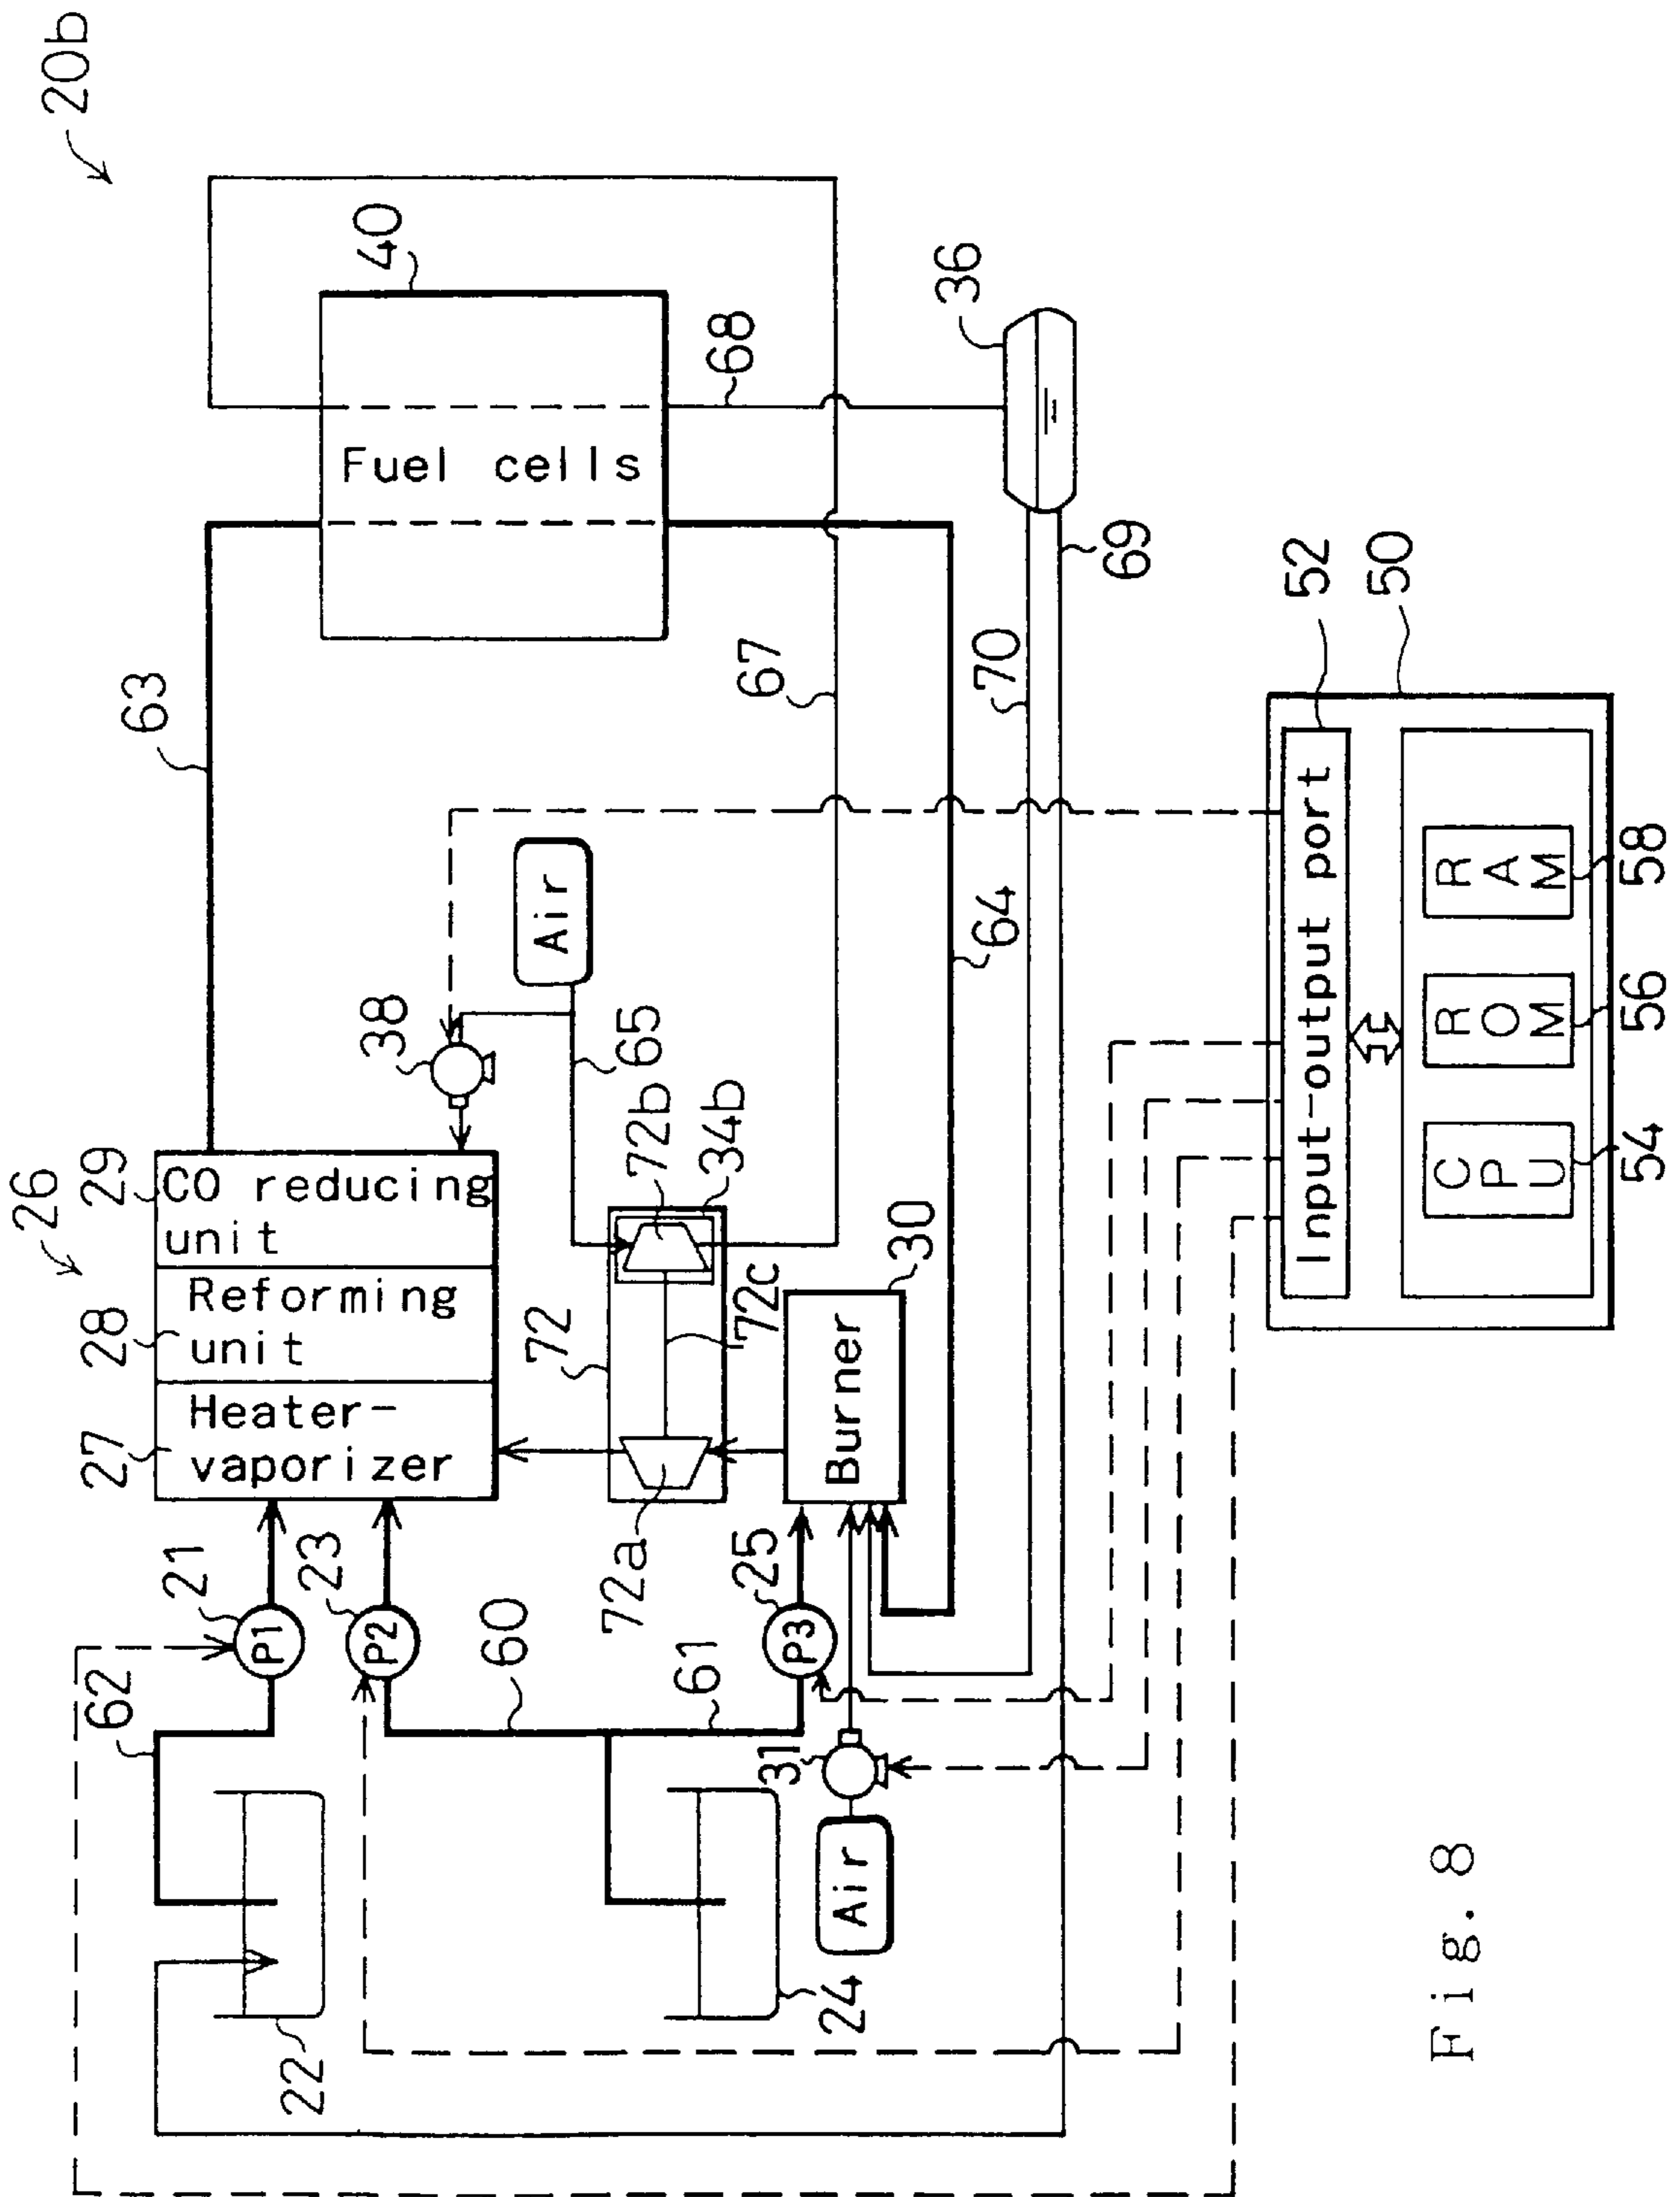 20b
26
29
CO reducing
unit
28
Reforming
unit
27
Heater-
vaporizer
63
40
Fuel cells
68
36
38
Air
65
67
72b
34b
72
72c
72a
30
Burner
64
70
69
21
P1
62
23
P2
60
61
25
P3
31
Air
22
24
52
50
Input-output port
CPU
54
ROM
56
RAM
58
Fig. 8